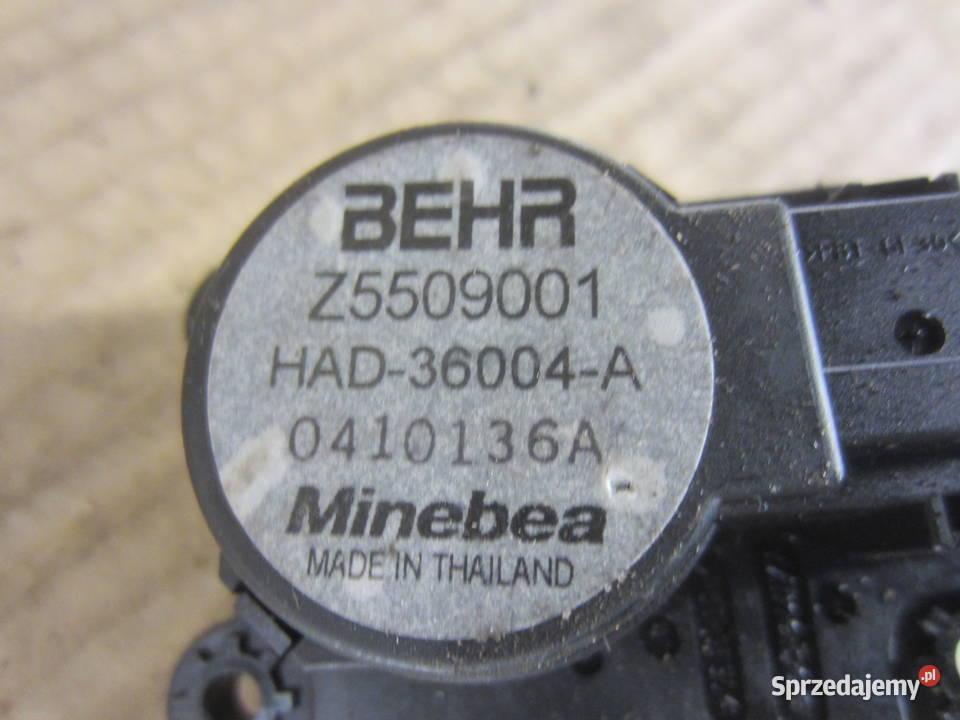 BEHR
Z5509001
HAD-36004-A
0410136A
Minebea
MADE IN THAILAND
Sprzedajemy.pl